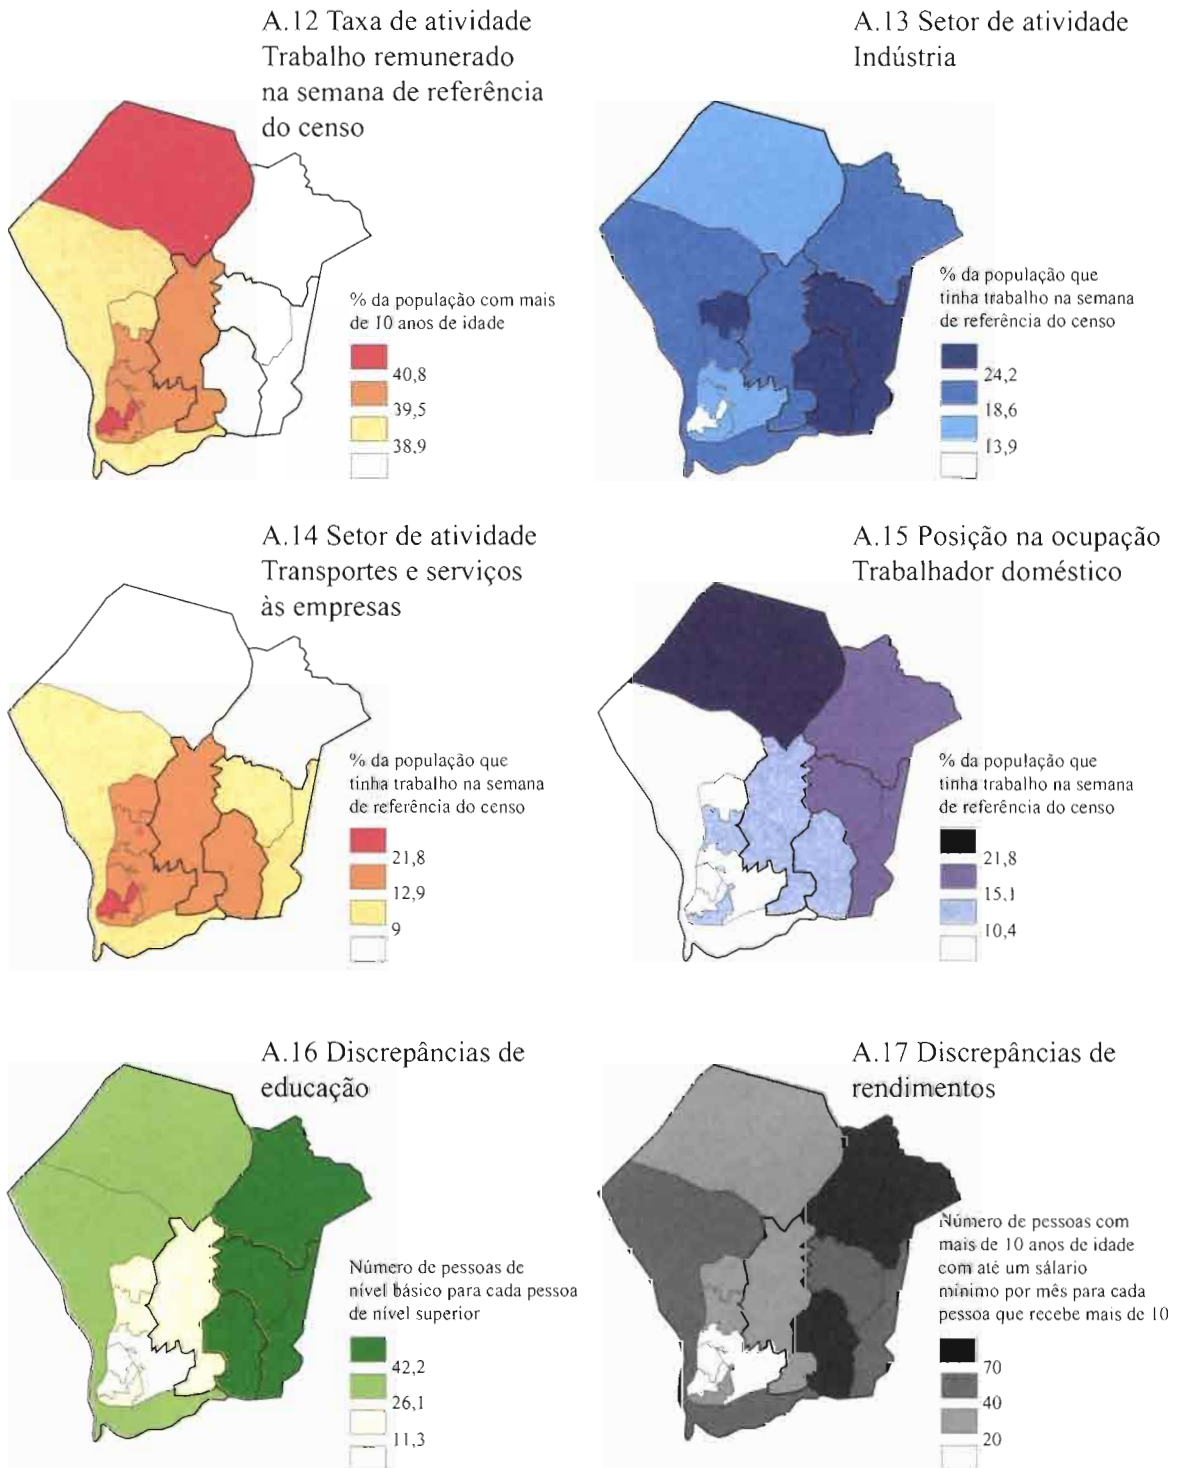 A.12 Taxa de atividade
Trabalho remunerado
na semana de referência
do censo
% da população com mais
de 10 anos de idade
40,8
39,5
38,9
A.13 Setor de atividade
Indústria
% da população que
tinha trabalho na semana
de referência do censo
24,2
18,6
13,9
A.14 Setor de atividade
Transportes e serviços
às empresas
% da população que
tinha trabalho na semana
de referência do censo
21,8
12,9
9
A.15 Posição na ocupação
Trabalhador doméstico
% da população que
tinha trabalho na semana
de referência do censo
21,8
15,1
10,4
A.16 Discrepâncias de
educação
Número de pessoas de
nível básico para cada pessoa
de nível superior
42,2
26,1
11,3
A.17 Discrepâncias de
rendimentos
Número de pessoas com
mais de 10 anos de idade
com até um sálario
mínimo por mês para cada
pessoa que recebe mais de 10
70
40
20